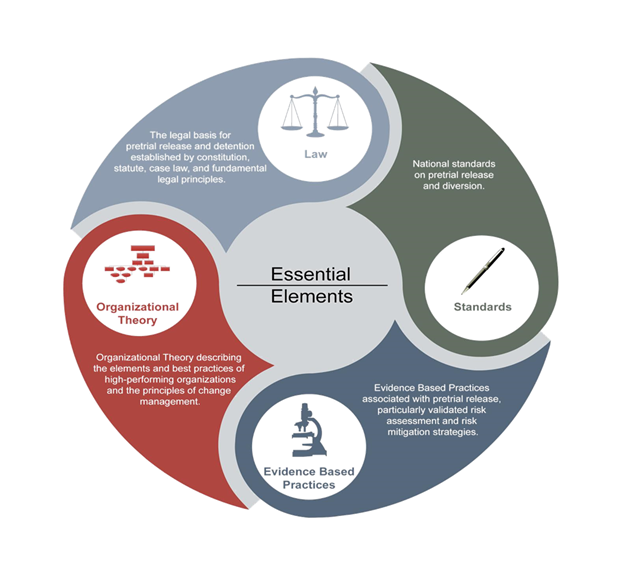 The legal basis for
pretrial release and detention
established by constitution,
statute, case law, and fundamental
legal principles.
Law
National standards
on pretrial release
and diversion.
Standards
Essential
Elements
Organizational
Theory
Organizational Theory describing
the elements and best practices of
high-performing organizations
and the principles of change
management.
Evidence Based Practices
associated with pretrial release,
particularly validated risk
assessment and risk
mitigation strategies.
Evidence Based
Practices